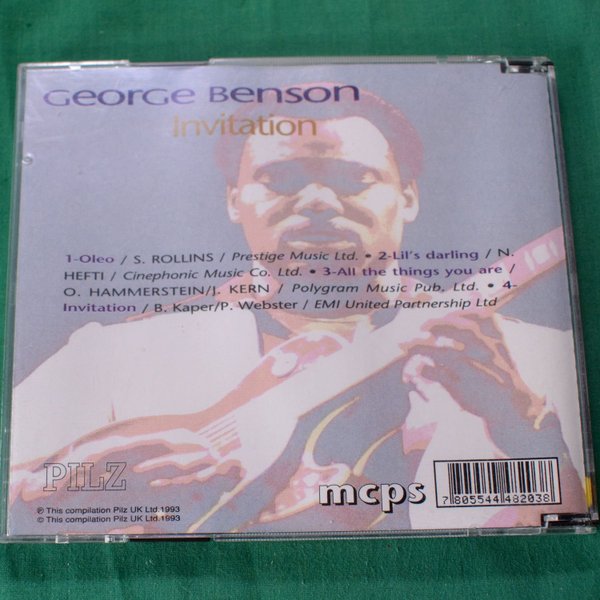 George Benson
Invitation
1-Oleo / S. ROLLINS / Prestige Music Ltd. • 2-Lil's darling / N.
HEFTI / Cinephonic Music Co. Ltd. • 3-All the things you are /
O. HAMMERSTEIN/J. KERN / Polygram Music Pub. Ltd. • 4-
Invitation / B. Kaper/P. Webster / EMI United Partnership Ltd
PILZ
mcps
7 805544 482038
℗ This compilation Pilz UK Ltd.1993
© This compilation Pilz UK Ltd.1993